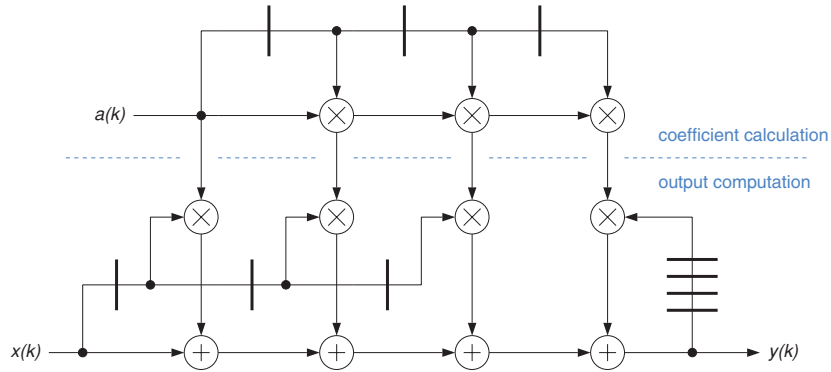 a(k)
coefficient calculation
output computation
x(k)
y(k)